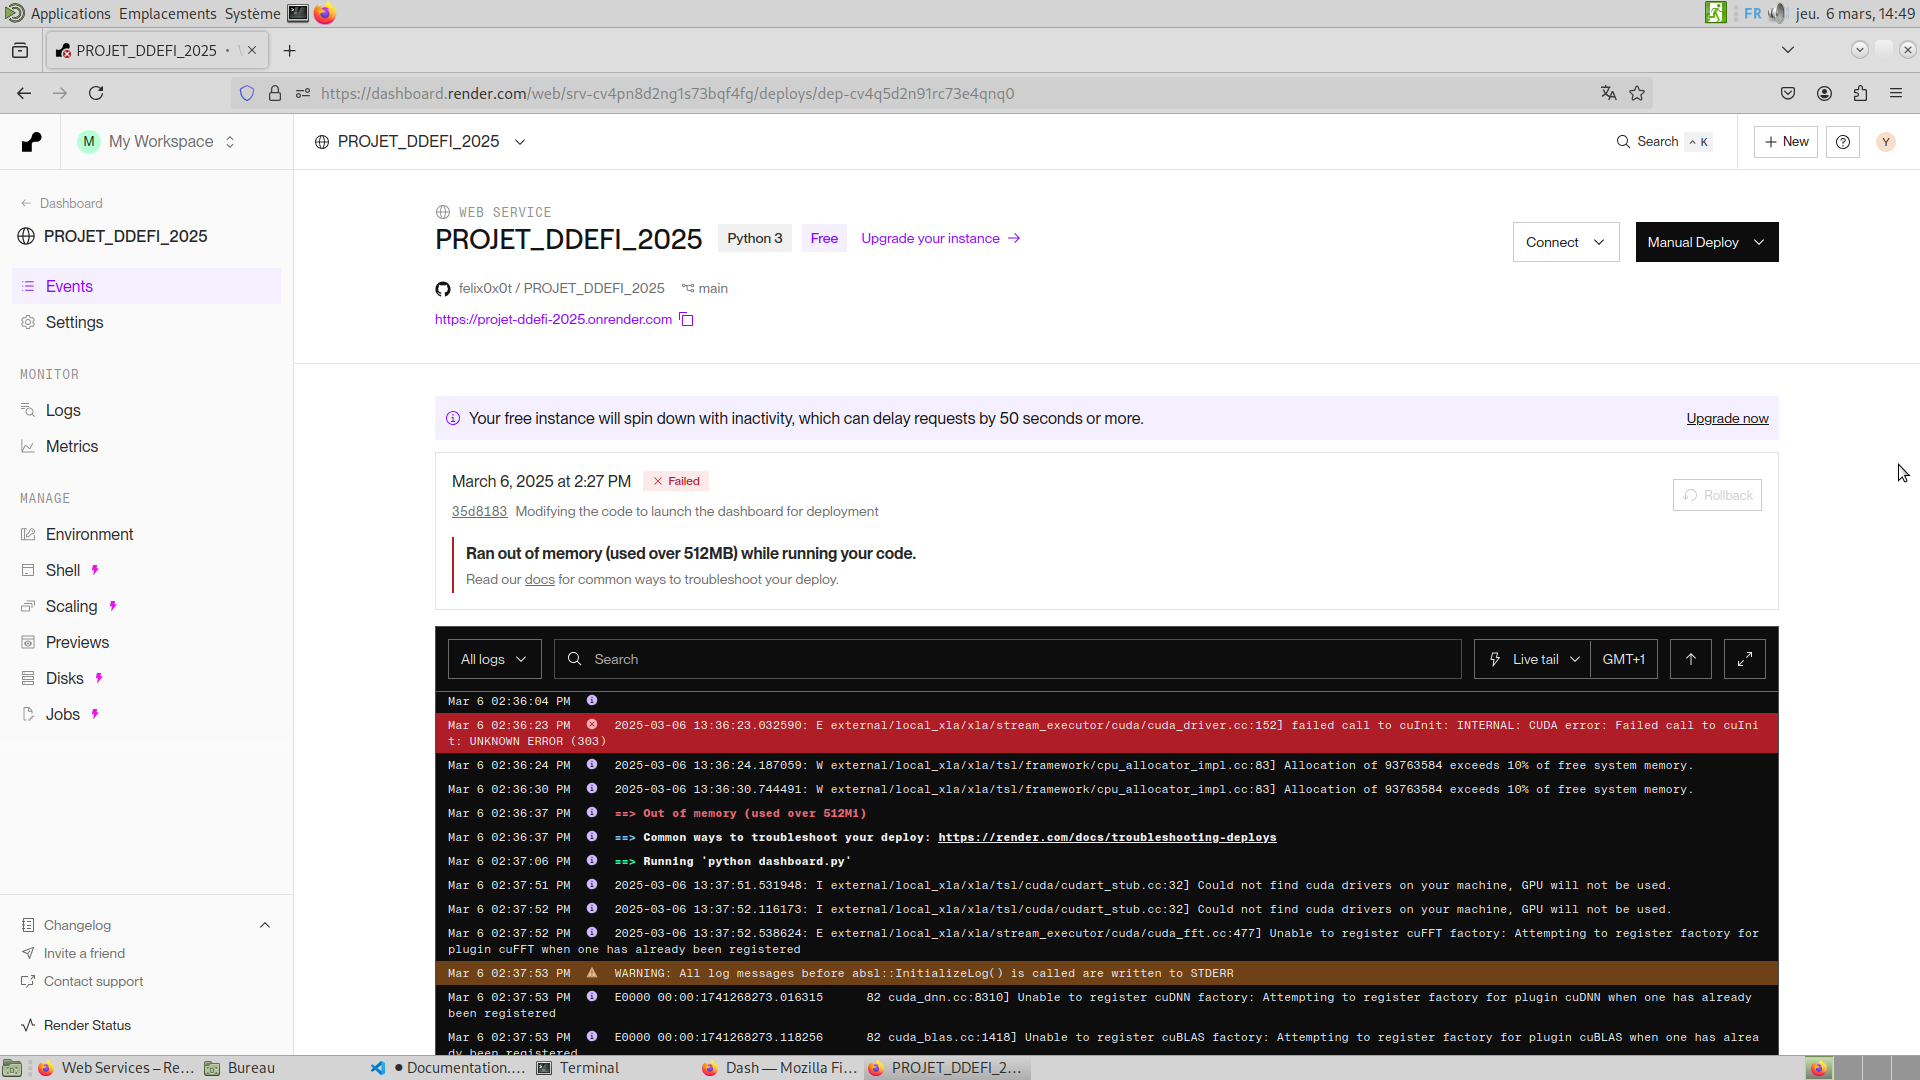 Applications Emplacements Système FR jeu. 6 mars, 14:49
PROJET_DDEFI_2025 ·
https://dashboard.render.com/web/srv-cv4pn8d2ng1s73bqf4fg/deploys/dep-cv4q5d2n91rc73e4qnq0
M My Workspace
PROJET_DDEFI_2025
Search ^ K
+ New
Y
Dashboard
PROJET_DDEFI_2025
Events
Settings
MONITOR
Logs
Metrics
MANAGE
Environment
Shell
Scaling
Previews
Disks
Jobs
Changelog
Invite a friend
Contact support
Render Status
WEB SERVICE
PROJET_DDEFI_2025 Python 3 Free Upgrade your instance →
Connect
Manual Deploy
felix0x0t / PROJET_DDEFI_2025 main
https://projet-ddefi-2025.onrender.com
Your free instance will spin down with inactivity, which can delay requests by 50 seconds or more. Upgrade now
March 6, 2025 at 2:27 PM Failed
Rollback
35d8183 Modifying the code to launch the dashboard for deployment
Ran out of memory (used over 512MB) while running your code.
Read our docs for common ways to troubleshoot your deploy.
All logs Search Live tail GMT+1
Mar 6 02:36:04 PM
Mar 6 02:36:23 PM 2025-03-06 13:36:23.032590: E external/local_xla/xla/stream_executor/cuda/cuda_driver.cc:152] failed call to cuInit: INTERNAL: CUDA error: Failed call to cuIni
t: UNKNOWN ERROR (303)
Mar 6 02:36:24 PM 2025-03-06 13:36:24.187059: W external/local_xla/xla/tsl/framework/cpu_allocator_impl.cc:83] Allocation of 93763584 exceeds 10% of free system memory.
Mar 6 02:36:30 PM 2025-03-06 13:36:30.744491: W external/local_xla/xla/tsl/framework/cpu_allocator_impl.cc:83] Allocation of 93763584 exceeds 10% of free system memory.
Mar 6 02:36:37 PM ==> Out of memory (used over 512Mi)
Mar 6 02:36:37 PM ==> Common ways to troubleshoot your deploy: https://render.com/docs/troubleshooting-deploys
Mar 6 02:37:06 PM ==> Running 'python dashboard.py'
Mar 6 02:37:51 PM 2025-03-06 13:37:51.531948: I external/local_xla/xla/tsl/cuda/cudart_stub.cc:32] Could not find cuda drivers on your machine, GPU will not be used.
Mar 6 02:37:52 PM 2025-03-06 13:37:52.116173: I external/local_xla/xla/tsl/cuda/cudart_stub.cc:32] Could not find cuda drivers on your machine, GPU will not be used.
Mar 6 02:37:52 PM 2025-03-06 13:37:52.538624: E external/local_xla/xla/stream_executor/cuda/cuda_fft.cc:477] Unable to register cuFFT factory: Attempting to register factory for
plugin cuFFT when one has already been registered
Mar 6 02:37:53 PM WARNING: All log messages before absl::InitializeLog() is called are written to STDERR
Mar 6 02:37:53 PM E0000 00:00:1741268273.016315 82 cuda_dnn.cc:8310] Unable to register cuDNN factory: Attempting to register factory for plugin cuDNN when one has already
been registered
Mar 6 02:37:53 PM E0000 00:00:1741268273.118256 82 cuda_blas.cc:1418] Unable to register cuBLAS factory: Attempting to register factory for plugin cuBLAS when one has alrea
dy been registered
Web Services – Re... Bureau Documentation.... Terminal Dash — Mozilla Fi... PROJET_DDEFI_2...